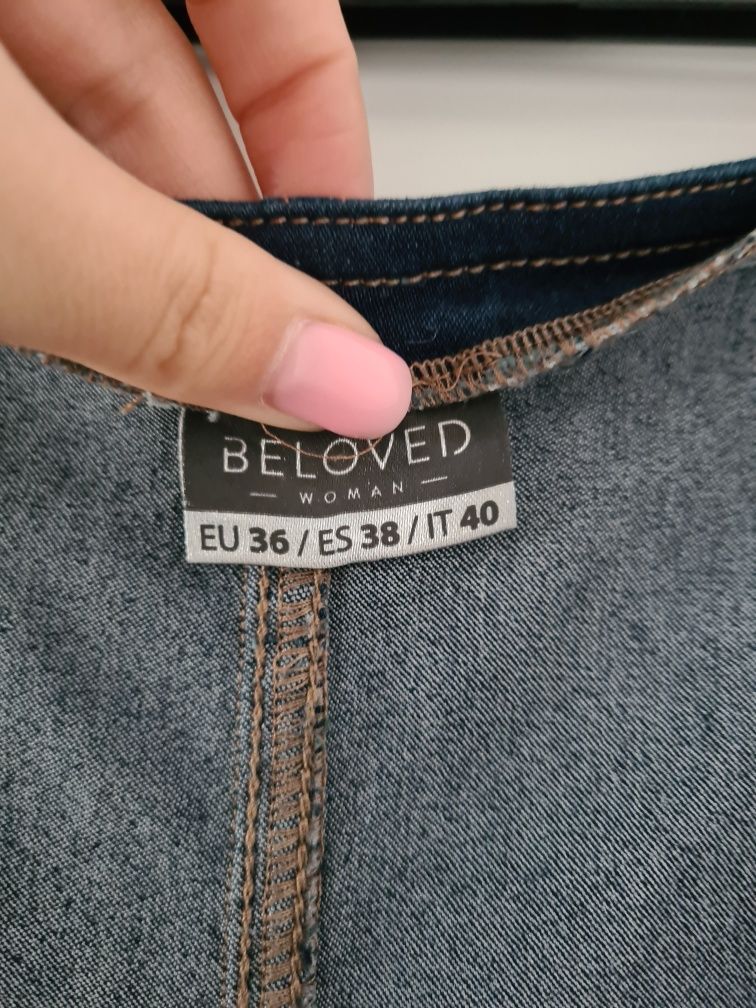 BELOVED
— WOMAN —
EU 36 / ES 38 / IT 40